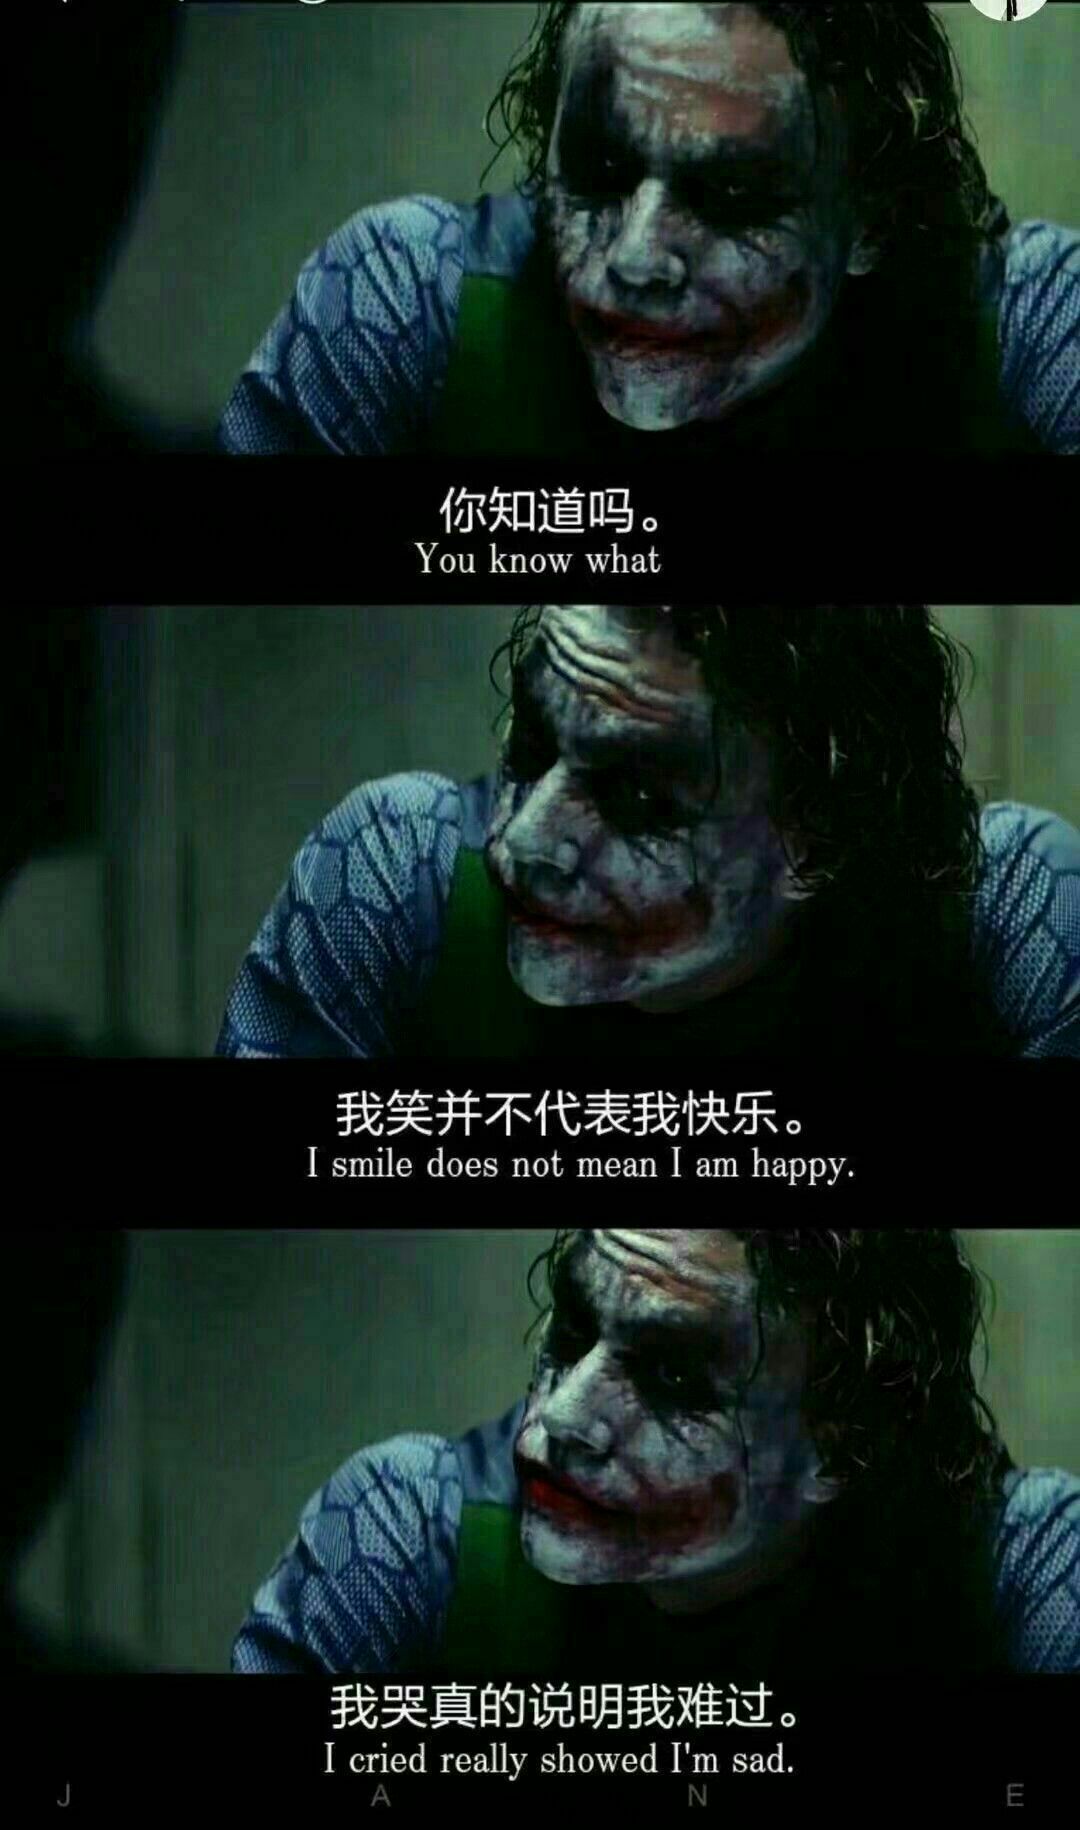 你知道吗。
You know what
我笑并不代表我快乐。
I smile does not mean I am happy.
我哭真的说明我难过。
I cried really showed I'm sad.
J A N E